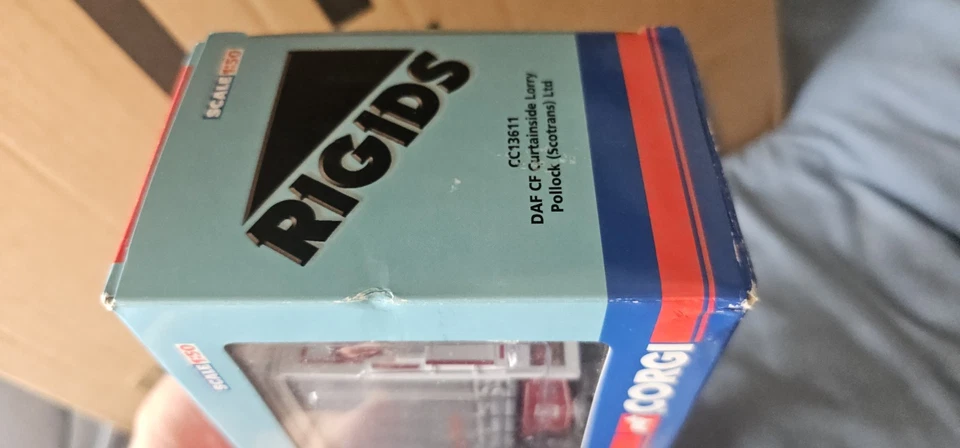 SCALE 1:50
RIGIDS
CC13611
DAF CF Curtainside Lorry
Pollock (Scotrans) Ltd
SCALE 1:50
CORGI